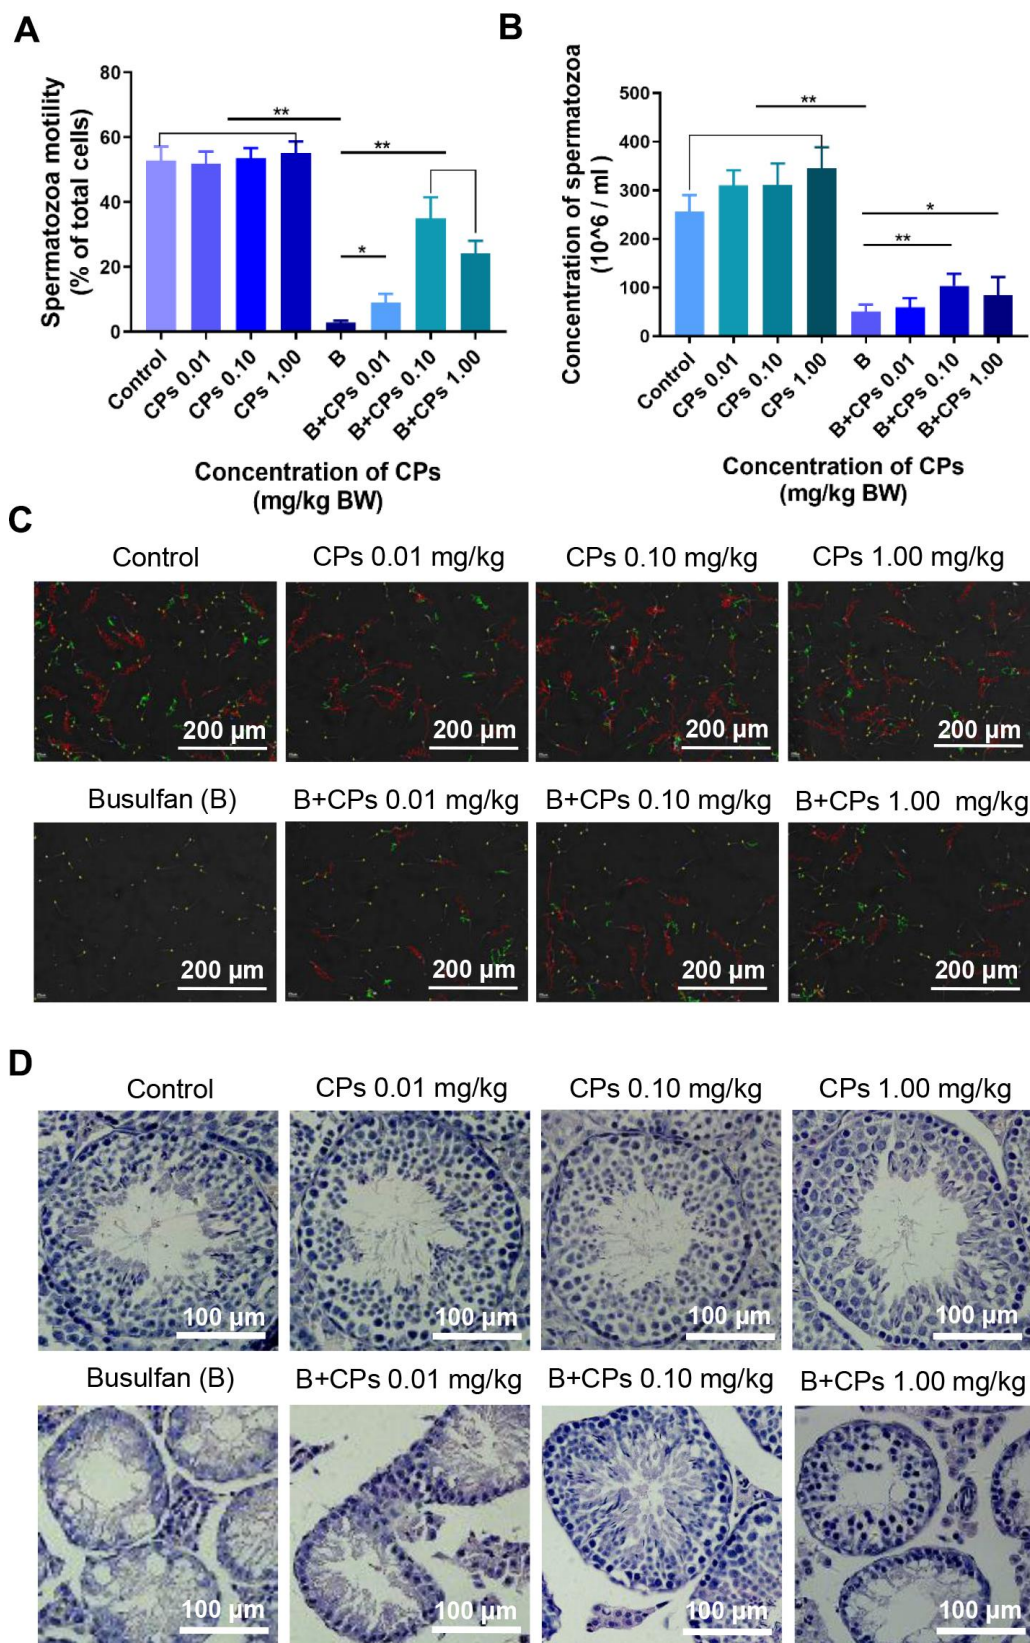 A
Spermatozoa motility
(% of total cells)
80
60
40
20
0
**
**
*
Control
CPs 0.01
CPs 0.10
CPs 1.00
B
B+CPs 0.01
B+CPs 0.10
B+CPs 1.00
Concentration of CPs
(mg/kg BW)
B
Concentration of spermatozoa
(10^6 / ml )
500
400
300
200
100
0
**
*
**
Control
CPs 0.01
CPs 0.10
CPs 1.00
B
B+CPs 0.01
B+CPs 0.10
B+CPs 1.00
Concentration of CPs
(mg/kg BW)
C
Control
CPs 0.01 mg/kg
CPs 0.10 mg/kg
CPs 1.00 mg/kg
200 µm
200 µm
200 µm
200 µm
Busulfan (B)
B+CPs 0.01 mg/kg
B+CPs 0.10 mg/kg
B+CPs 1.00 mg/kg
200 µm
200 µm
200 µm
200 µm
D
Control
CPs 0.01 mg/kg
CPs 0.10 mg/kg
CPs 1.00 mg/kg
100 µm
100 µm
100 µm
100 µm
Busulfan (B)
B+CPs 0.01 mg/kg
B+CPs 0.10 mg/kg
B+CPs 1.00 mg/kg
100 µm
100 µm
100 µm
100 µm